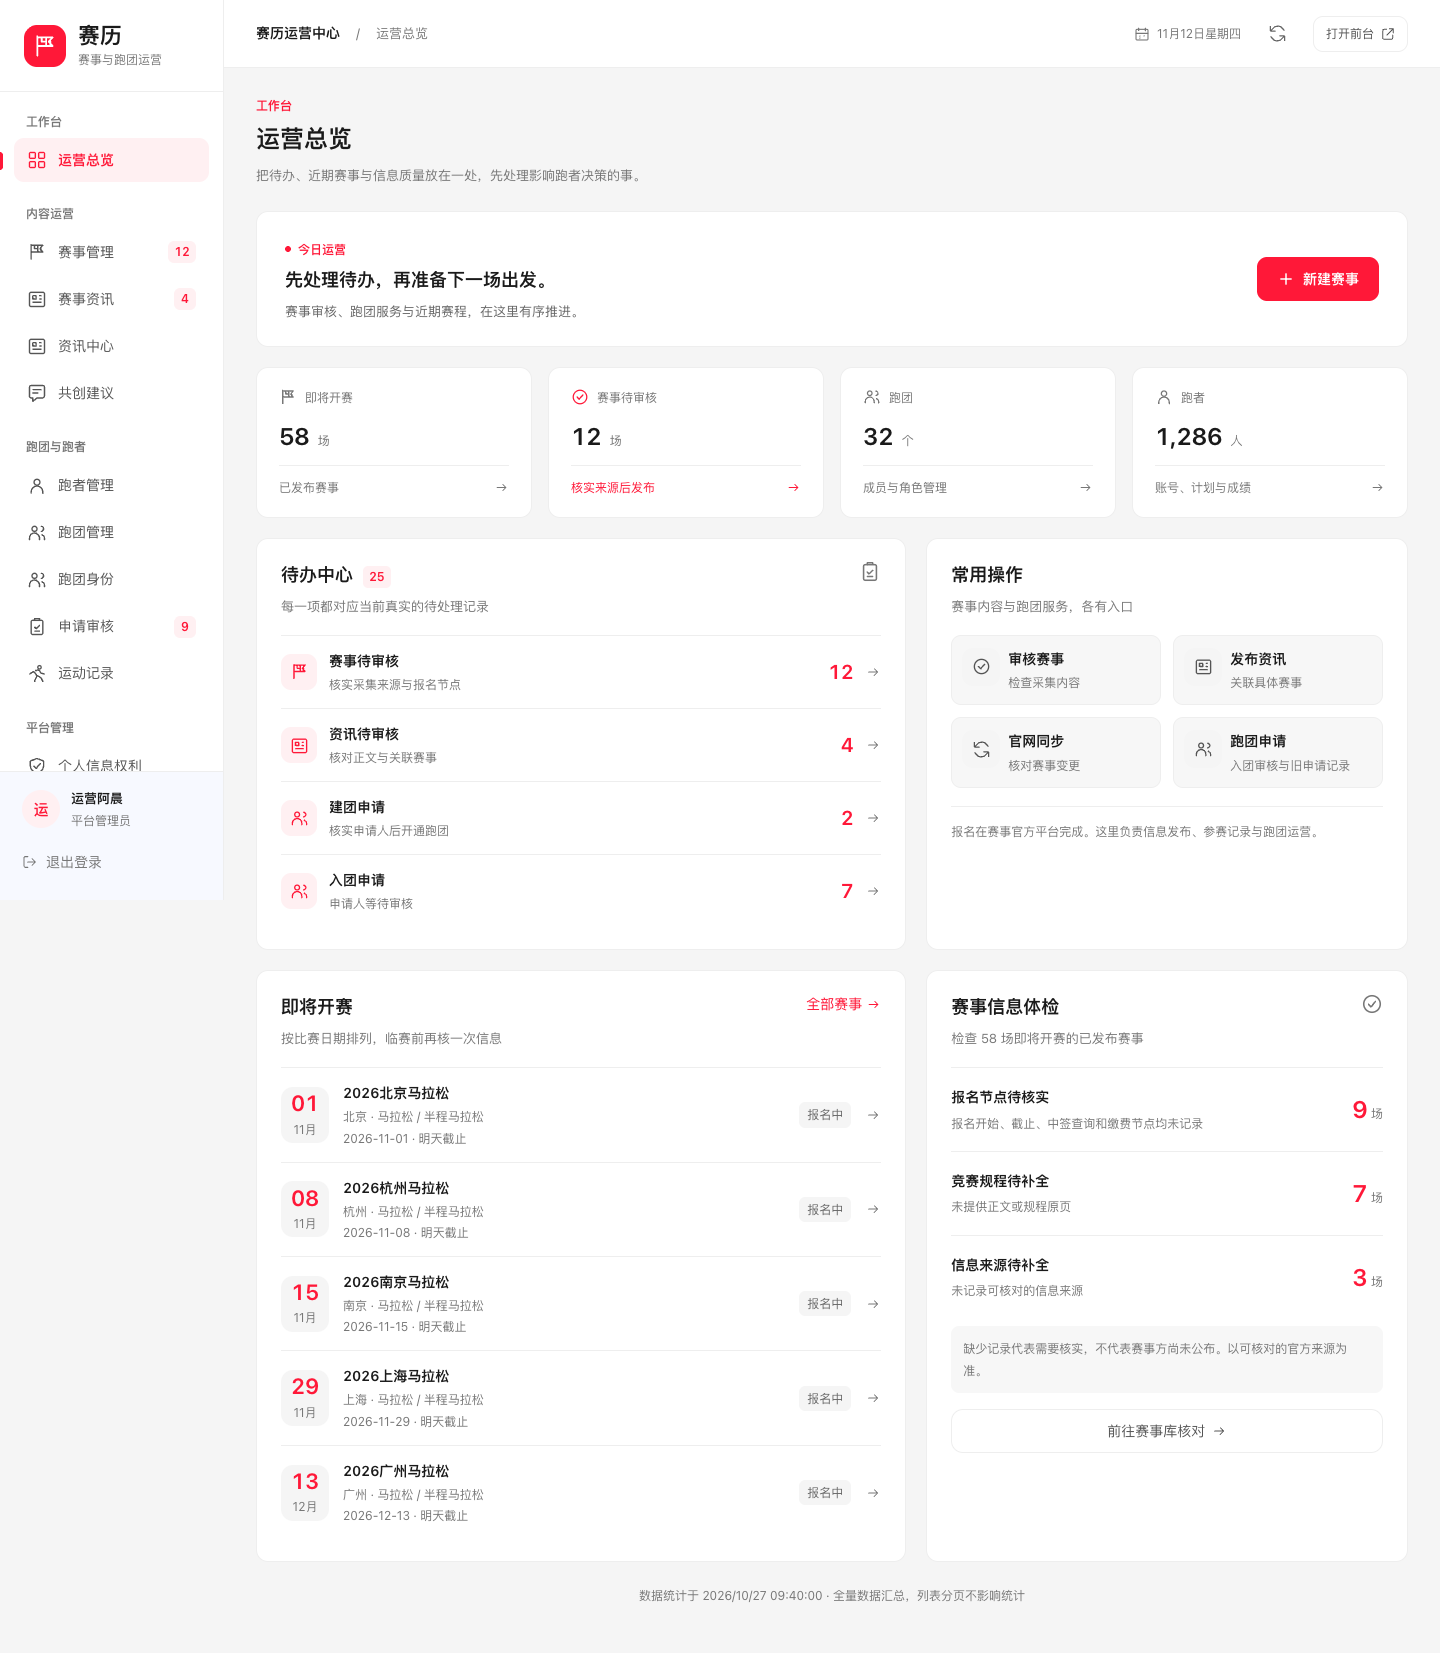 赛历
赛事与跑团运营
工作台
运营总览
内容运营
赛事管理 12
赛事资讯 4
资讯中心
共创建议
跑团与跑者
跑者管理
跑团管理
跑团身份
申请审核 9
运动记录
平台管理
个人信息权利
运 运营阿晨
平台管理员
退出登录
赛历运营中心 / 运营总览
11月12日星期四
打开前台
工作台
运营总览
把待办、近期赛事与信息质量放在一处，先处理影响跑者决策的事。
今日运营
先处理待办，再准备下一场出发。
赛事审核、跑团服务与近期赛程，在这里有序推进。
新建赛事
即将开赛
58 场
已发布赛事
赛事待审核
12 场
核实来源后发布
跑团
32 个
成员与角色管理
跑者
1,286 人
账号、计划与成绩
待办中心 25
每一项都对应当前真实的待处理记录
赛事待审核
核实采集来源与报名节点
12
资讯待审核
核对正文与关联赛事
4
建团申请
核实申请人后开通跑团
2
入团申请
申请人等待审核
7
常用操作
赛事内容与跑团服务，各有入口
审核赛事
检查采集内容
发布资讯
关联具体赛事
官网同步
核对赛事变更
跑团申请
入团审核与旧申请记录
报名在赛事官方平台完成。这里负责信息发布、参赛记录与跑团运营。
即将开赛
全部赛事
按比赛日期排列，临赛前再核一次信息
01
11月
2026北京马拉松
北京 · 马拉松 / 半程马拉松
2026-11-01 · 明天截止
报名中
08
11月
2026杭州马拉松
杭州 · 马拉松 / 半程马拉松
2026-11-08 · 明天截止
报名中
15
11月
2026南京马拉松
南京 · 马拉松 / 半程马拉松
2026-11-15 · 明天截止
报名中
29
11月
2026上海马拉松
上海 · 马拉松 / 半程马拉松
2026-11-29 · 明天截止
报名中
13
12月
2026广州马拉松
广州 · 马拉松 / 半程马拉松
2026-12-13 · 明天截止
报名中
赛事信息体检
检查 58 场即将开赛的已发布赛事
报名节点待核实
报名开始、截止、中签查询和缴费节点均未记录
9 场
竞赛规程待补全
未提供正文或规程原页
7 场
信息来源待补全
未记录可核对的信息来源
3 场
缺少记录代表需要核实，不代表赛事方尚未公布。以可核对的官方来源为
准。
前往赛事库核对
数据统计于 2026/10/27 09:40:00 · 全量数据汇总，列表分页不影响统计